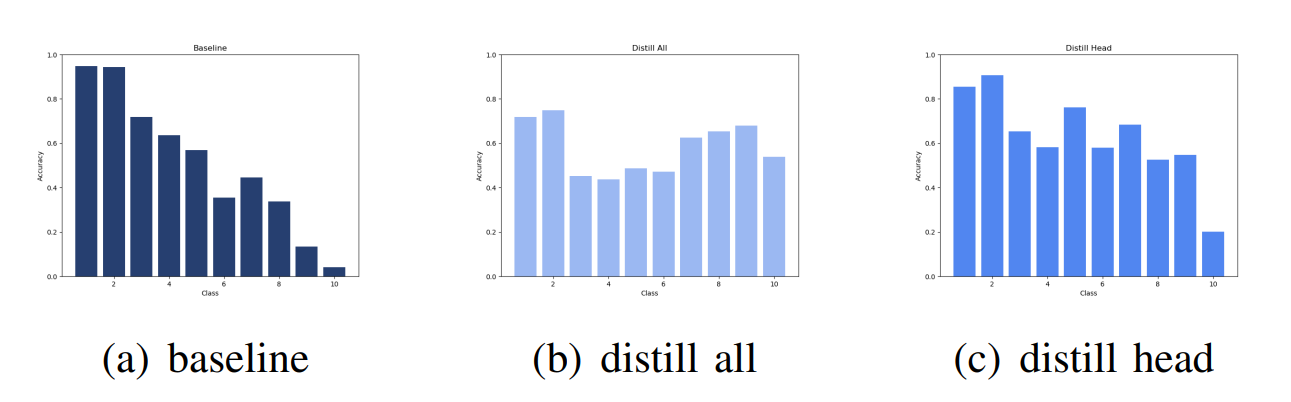 Baseline
1.0
0.8
0.6
0.4
0.2
0.0
Accuracy
2 4 6 8 10
Class
(a) baseline
Distill All
1.0
0.8
0.6
0.4
0.2
0.0
Accuracy
2 4 6 8 10
Class
(b) distill all
Distill Head
1.0
0.8
0.6
0.4
0.2
0.0
Accuracy
2 4 6 8 10
Class
(c) distill head